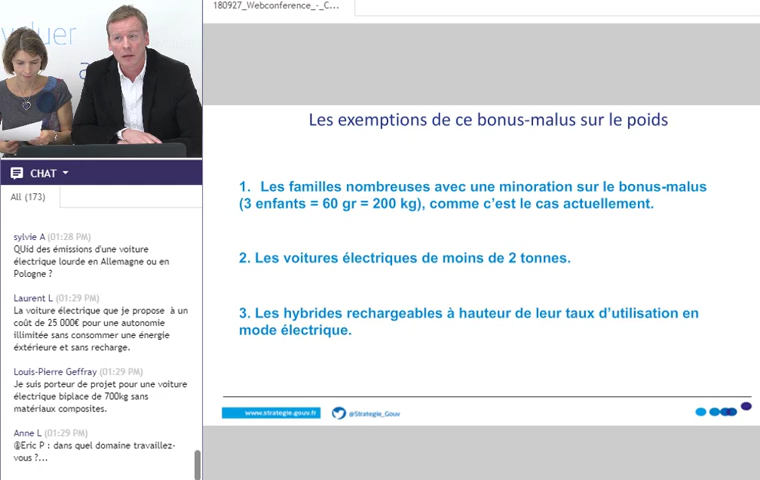 180927_Webconference_-_C...
valuer
CHAT
All (173)
sylvie A (01:28 PM)
QUid des émissions d'une voiture
électrique lourde en Allemagne ou en
Pologne ?
Laurent L (01:29 PM)
La voiture électrique que je propose à un
coût de 25 000€ pour une autonomie
illimitée sans consommer une énergie
éxtérieure et sans recharge.
Louis-Pierre Geffray (01:29 PM)
Je suis porteur de projet pour une voiture
électrique biplace de 700kg sans
matériaux composites.
Anne L (01:29 PM)
@Eric P : dans quel domaine travaillez-
vous ?...
Les exemptions de ce bonus-malus sur le poids
1. Les familles nombreuses avec une minoration sur le bonus-malus
(3 enfants = 60 gr = 200 kg), comme c'est le cas actuellement.
2. Les voitures électriques de moins de 2 tonnes.
3. Les hybrides rechargeables à hauteur de leur taux d'utilisation en
mode électrique.
www.strategie.gouv.fr
@Strategie_Gouv